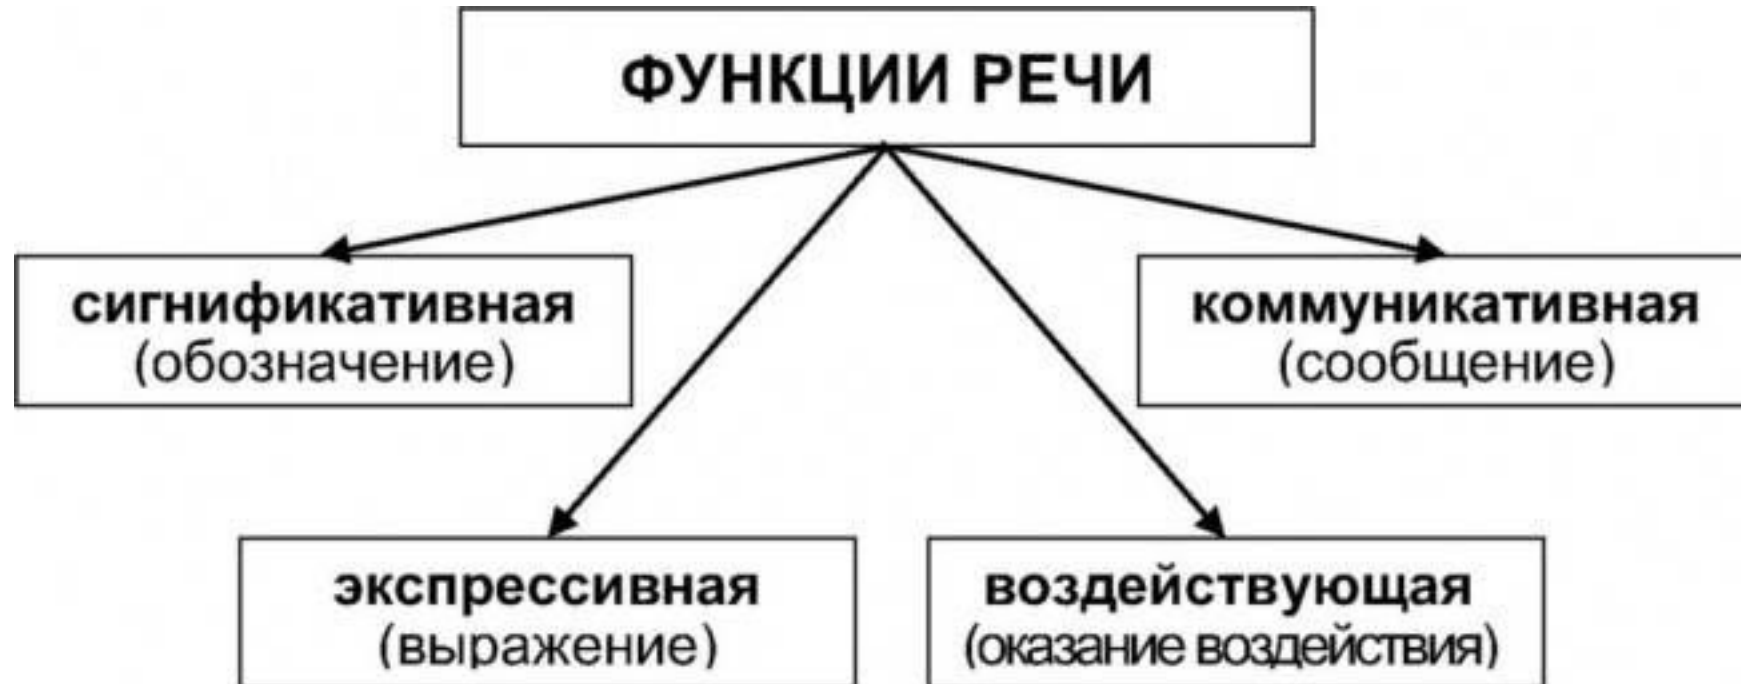 ФУНКЦИИ РЕЧИ
сигнификативная
(обозначение)
коммуникативная
(сообщение)
экспрессивная
(выражение)
воздействующая
(оказание воздействия)